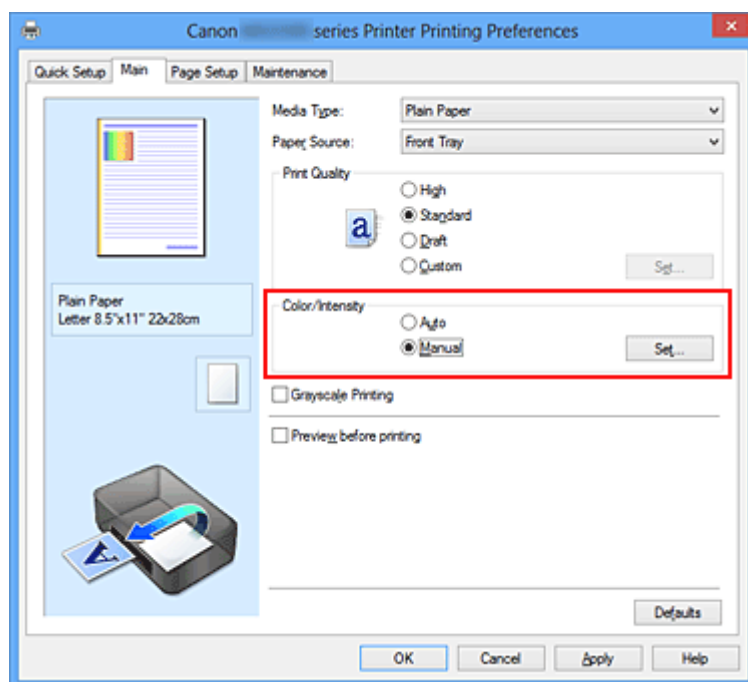 Canon series Printer Printing Preferences
Quick Setup Main Page Setup Maintenance
Media Type: Plain Paper
Paper Source: Front Tray
Print Quality
High
a Standard
Draft
Custom Set...
Plain Paper
Letter 8.5"x11" 22x28cm
Color/Intensity
Auto
Manual Set...
Grayscale Printing
Preview before printing
A
Defaults
OK Cancel Apply Help